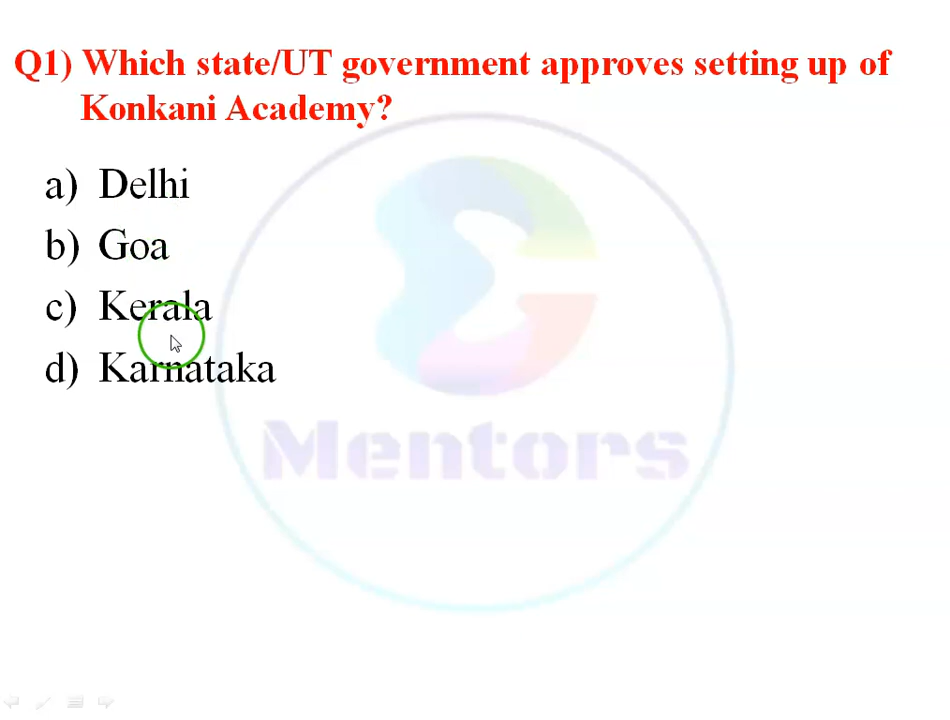 Q1) Which state/UT government approves setting up of
Konkani Academy?
a) Delhi
b) Goa
c) Kerala
d) Karnataka
Mentors